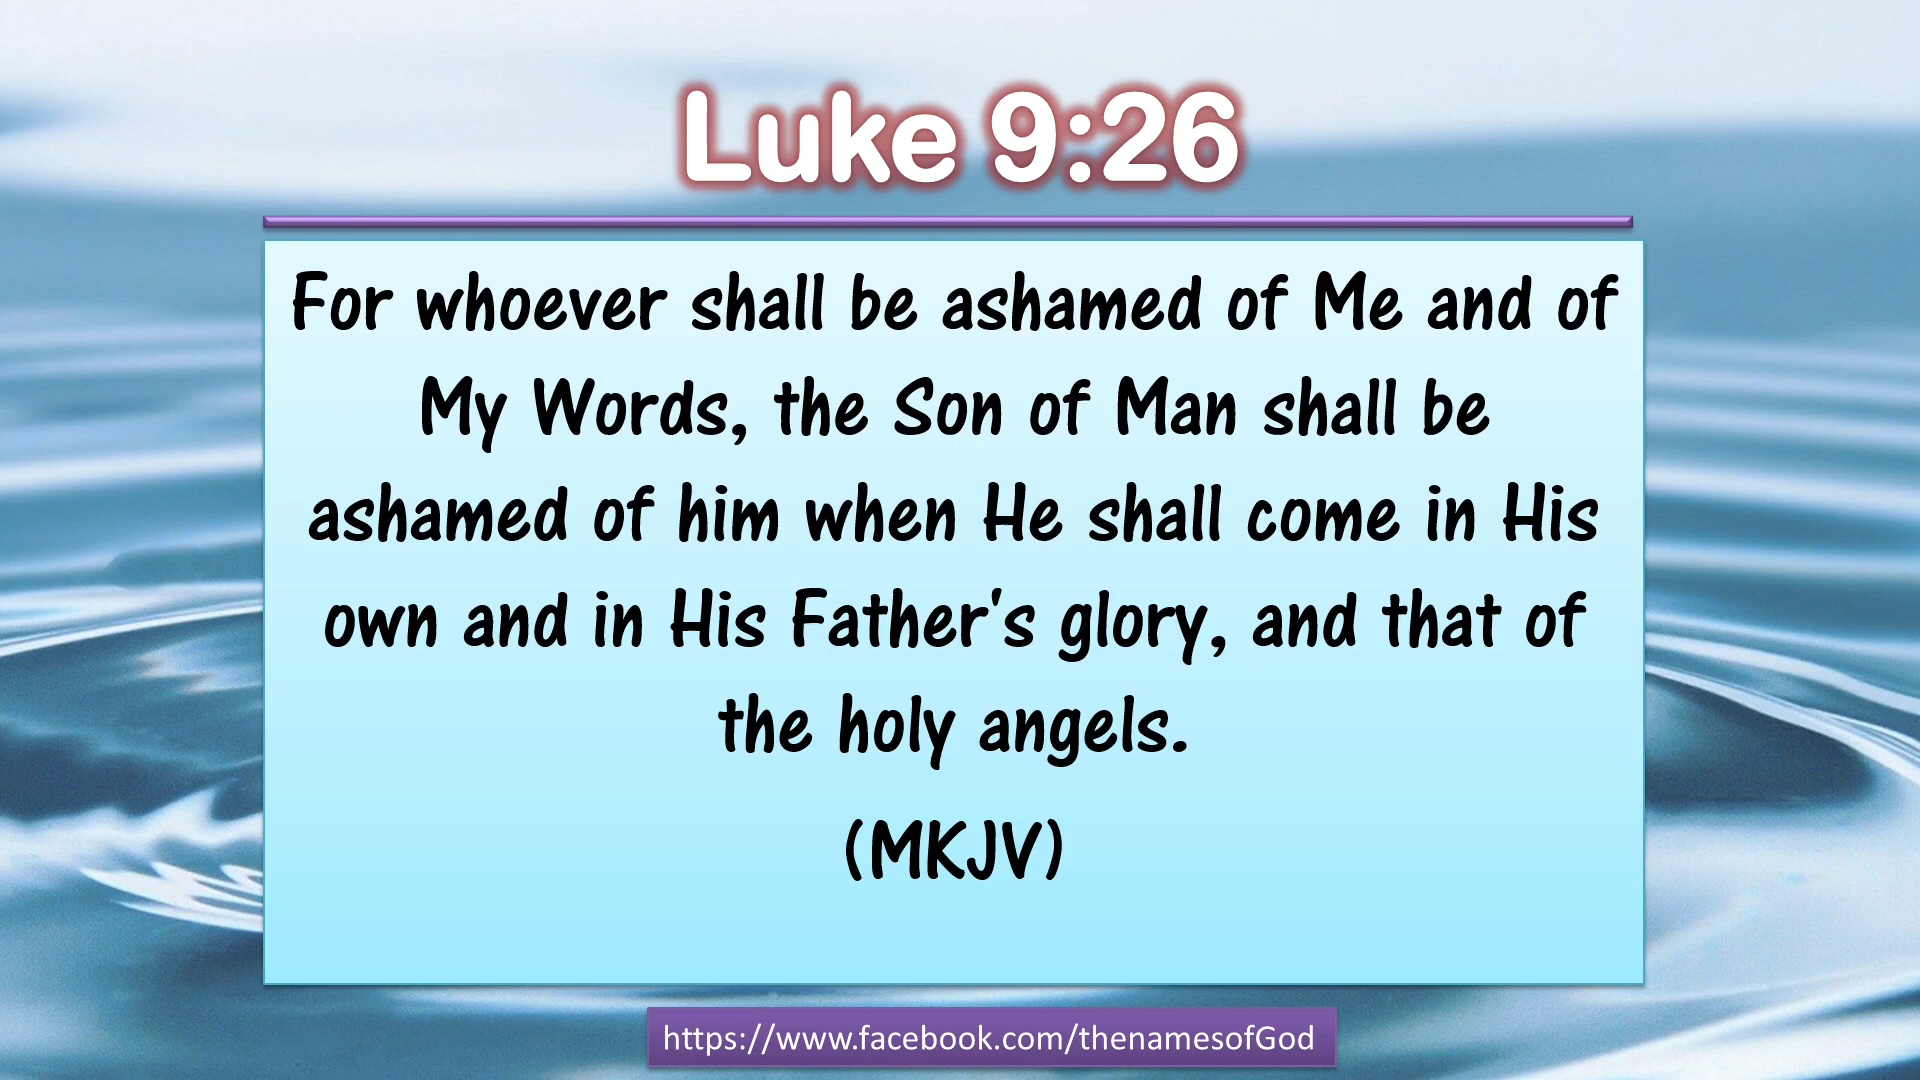 Luke 9:26
For whoever shall be ashamed of Me and of
My Words, the Son of Man shall be
ashamed of him when He shall come in His
own and in His Father's glory, and that of
the holy angels.
(MKJV)
https://www.facebook.com/thenamesofGod